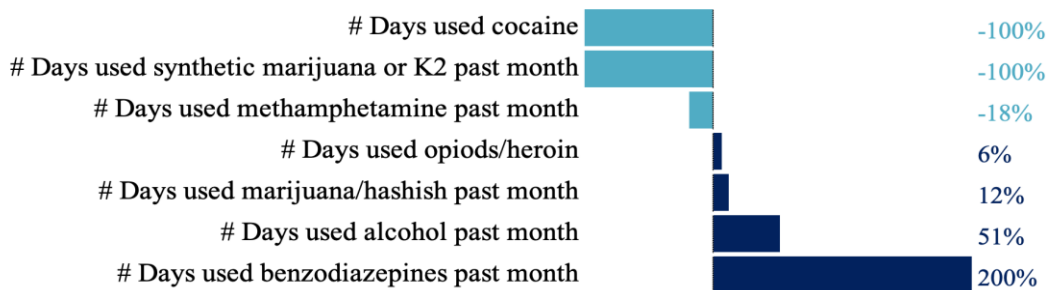 # Days used cocaine -100%
# Days used synthetic marijuana or K2 past month -100%
# Days used methamphetamine past month -18%
# Days used opiods/heroin 6%
# Days used marijuana/hashish past month 12%
# Days used alcohol past month 51%
# Days used benzodiazepines past month 200%